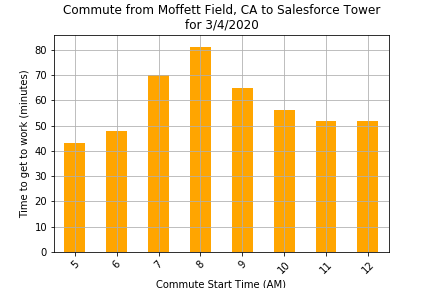 Commute from Moffett Field, CA to Salesforce Tower
for 3/4/2020
Time to get to work (minutes)
80
70
60
50
40
30
20
10
0
5 6 7 8 9 10 11 12
Commute Start Time (AM)